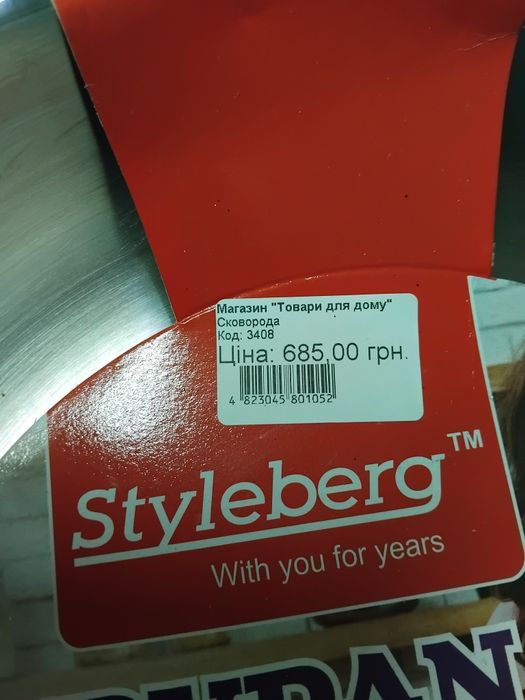 Магазин "Товари для дому"
Сковорода
Код: 3408
Ціна: 685,00 грн.
4 823045 801052
Styleberg™
With you for years